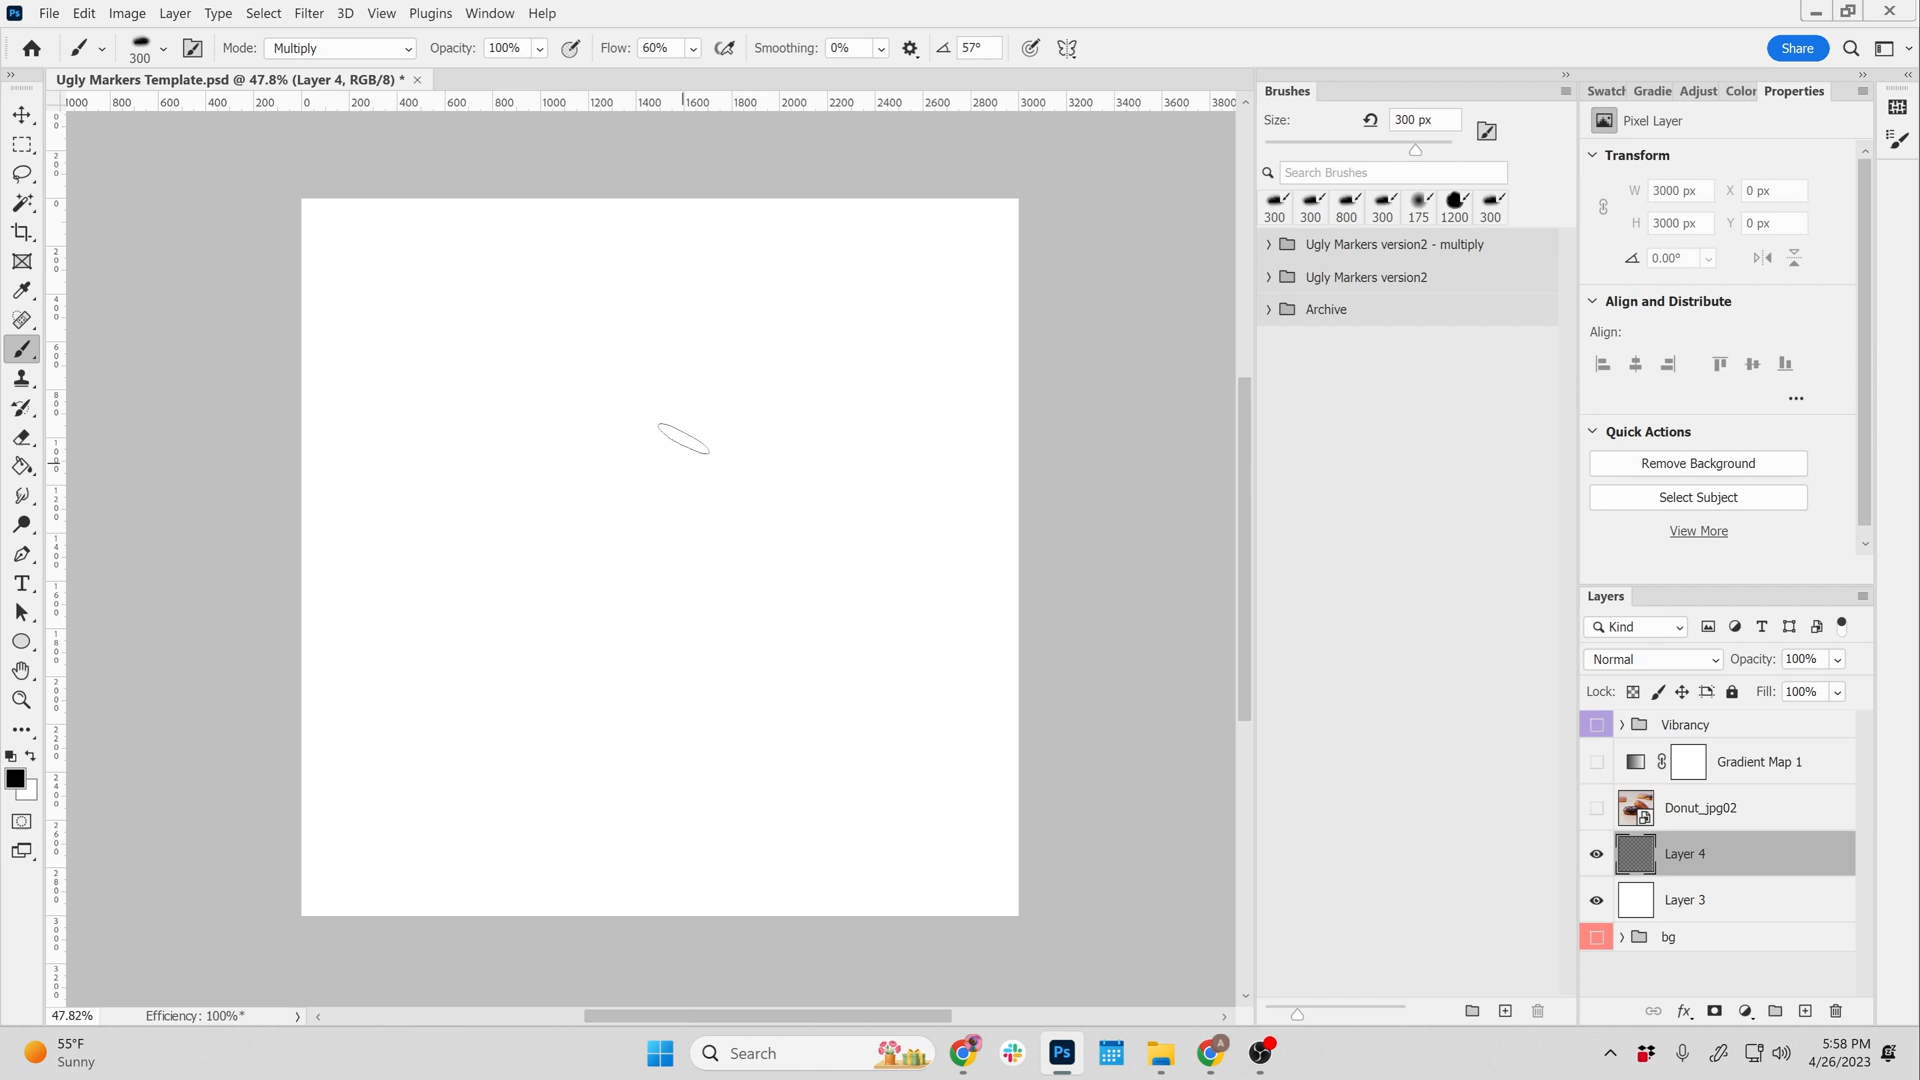 Ps File Edit Image Layer Type Select Filter 3D View Plugins Window Help
300 Mode: Multiply Opacity: 100% Flow: 60% Smoothing: 0% 57° Share
Ugly Markers Template.psd @ 47.8% (Layer 4, RGB/8) *
1000 800 600 400 200 0 200 400 600 800 1000 1200 1400 1600 1800 2000 2200 2400 2600 2800 3000 3200 3400 3600 3800
Brushes
Size: 300 px
Search Brushes
300 300 800 300 175 1200 300
Ugly Markers version2 - multiply
Ugly Markers version2
Archive
Swatch Gradie Adjust Color Properties
Pixel Layer
Transform
W 3000 px X 0 px
H 3000 px Y 0 px
0.00°
Align and Distribute
Align:
Quick Actions
Remove Background
Select Subject
View More
Layers
Kind
Normal Opacity: 100%
Lock: Fill: 100%
Vibrancy
Gradient Map 1
Donut_jpg02
Layer 4
Layer 3
bg
47.82% Efficiency: 100%*
55°F
Sunny
Search
Ps
A
5:58 PM
4/26/2023